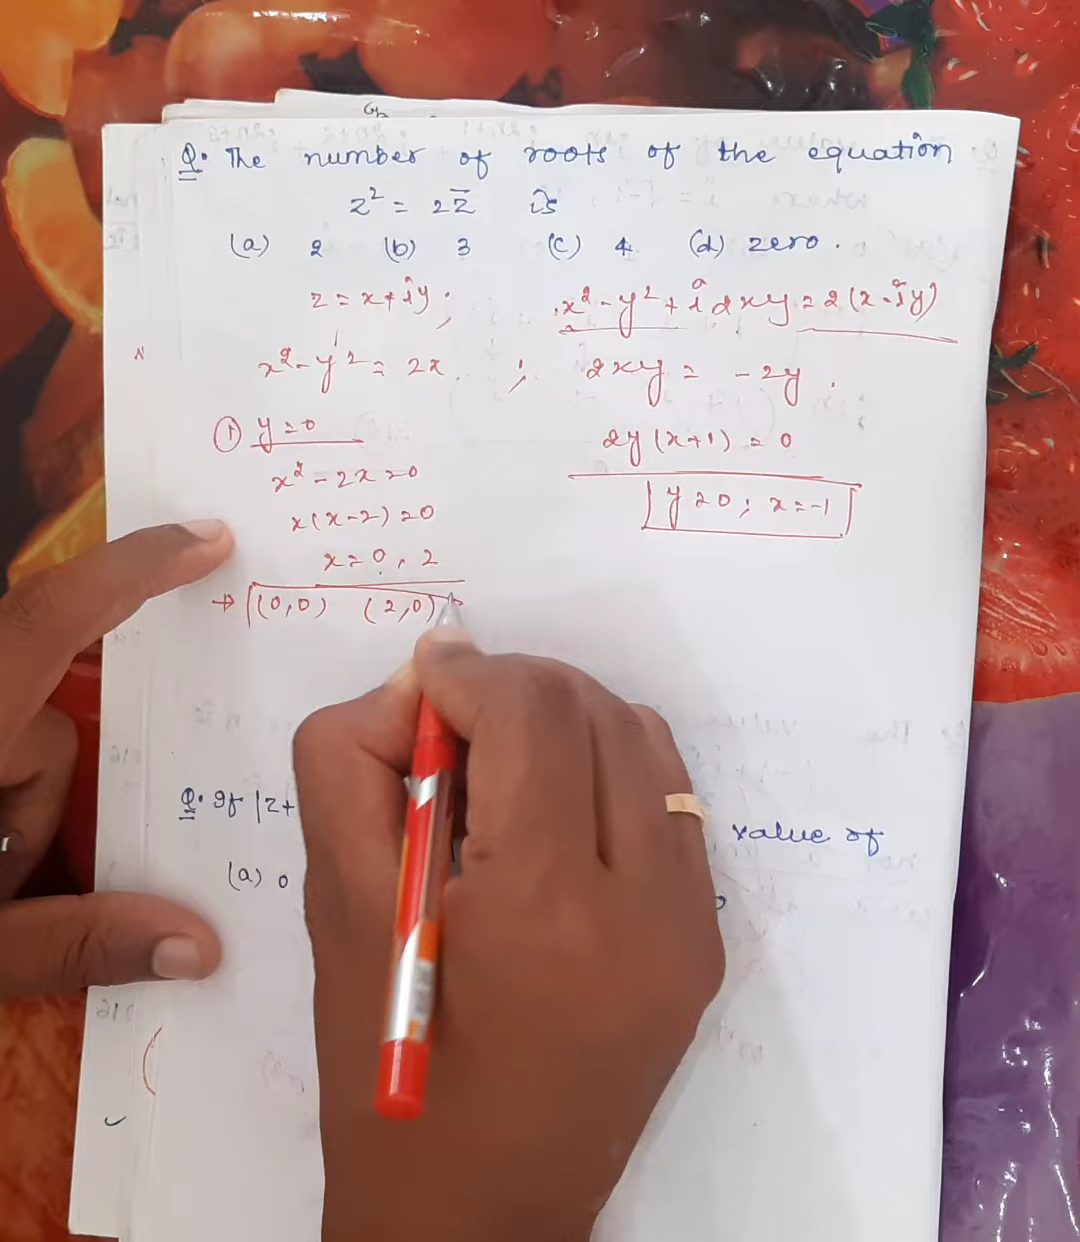 Q. The number of roots of the equation
z² = 2z̅ is
(a) 2 (b) 3 (c) 4 (d) zero.
z = x+iy; x²-y²+i2xy=2(x-iy)
x²-y²=2x ; 2xy = -2y.
① y=0
2y(x+1) = 0
x²-2x=0
y=0; x=-1
x(x-2)=0
x=0, 2
→ (0,0) (2,0)
Q. If |z+ value of
(a) 0